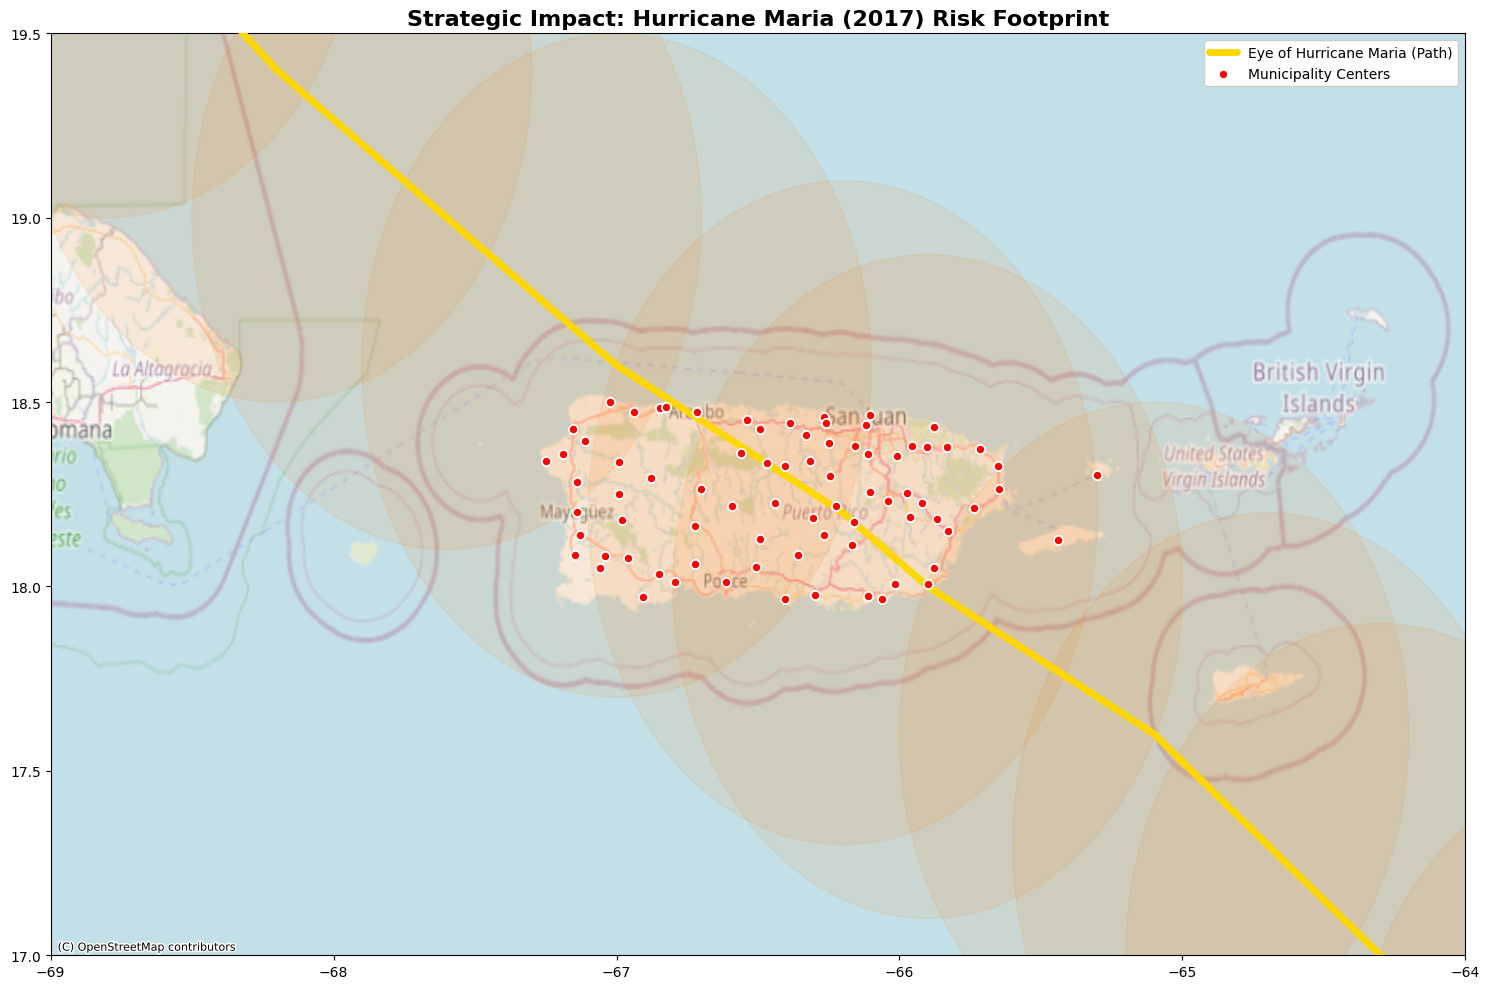 Strategic Impact: Hurricane Maria (2017) Risk Footprint
Eye of Hurricane Maria (Path)
Municipality Centers
19.5
19.0
18.5
18.0
17.5
17.0
La Altagracia
British Virgin
Islands
San Juan
United States
Virgin Islands
Mayagüez
Puerto Rico
Ponce
(C) OpenStreetMap contributors
−69
−68
−67
−66
−65
−64